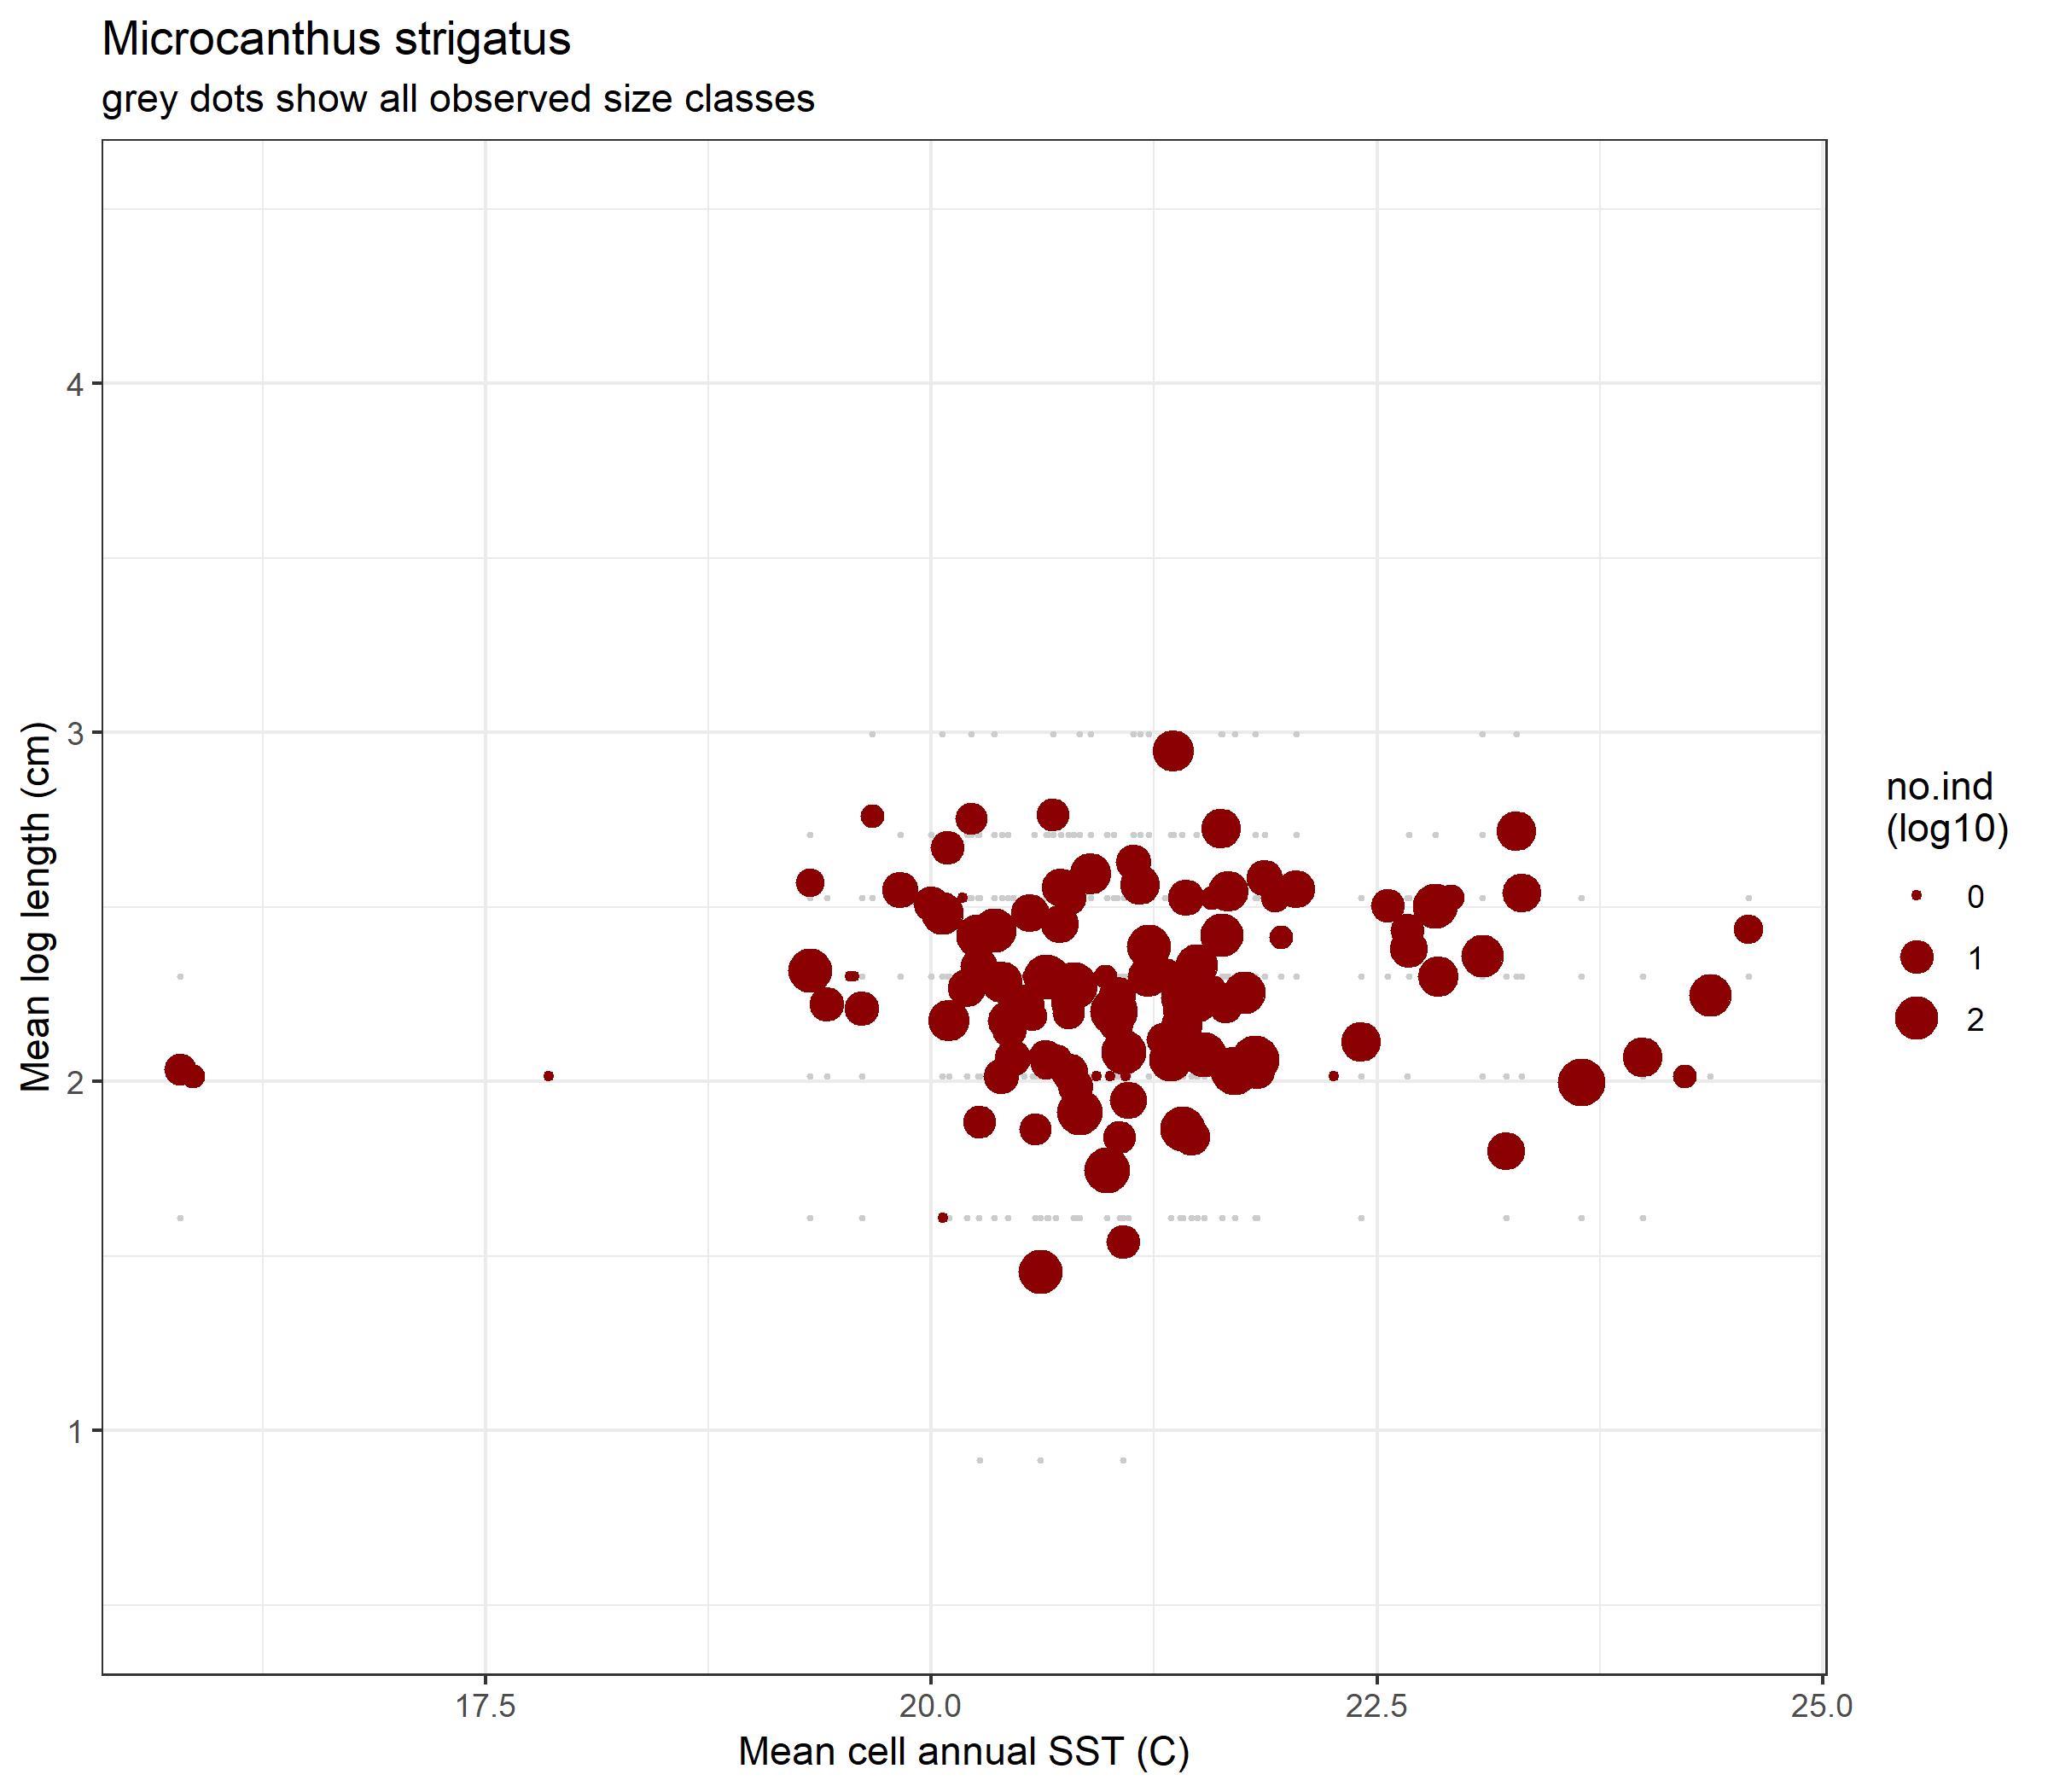 Microcanthus strigatus
grey dots show all observed size classes
Mean log length (cm)
4
3
2
1
17.5
20.0
22.5
25.0
Mean cell annual SST (C)
no.ind
(log10)
0
1
2